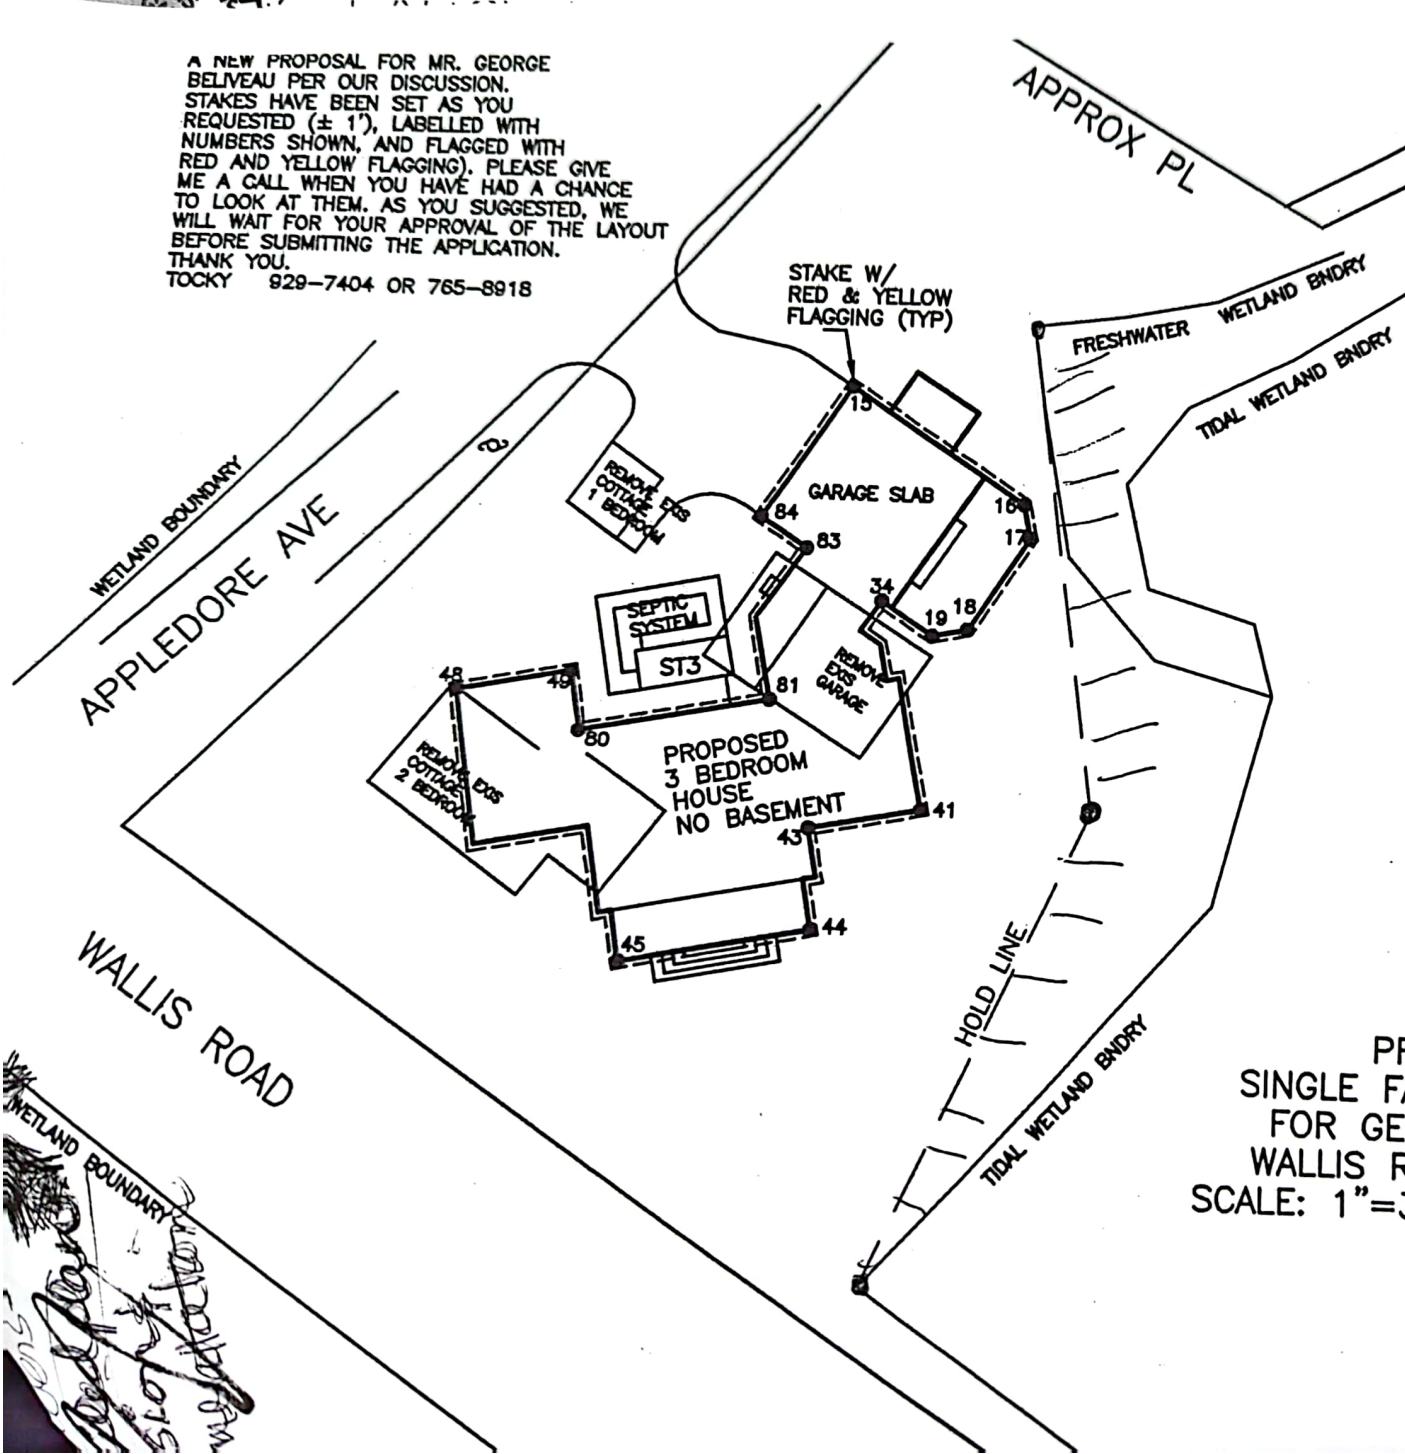 A NEW PROPOSAL FOR MR. GEORGE
BELIVEAU PER OUR DISCUSSION.
STAKES HAVE BEEN SET AS YOU
REQUESTED (± 1'), LABELLED WITH
NUMBERS SHOWN, AND FLAGGED WITH
RED AND YELLOW FLAGGING). PLEASE GIVE
ME A CALL WHEN YOU HAVE HAD A CHANCE
TO LOOK AT THEM. AS YOU SUGGESTED, WE
WILL WAIT FOR YOUR APPROVAL OF THE LAYOUT
BEFORE SUBMITTING THE APPLICATION.
THANK YOU.
TOCKY 929-7404 OR 765-8918
APPROX PL
STAKE W/
RED & YELLOW
FLAGGING (TYP)
FRESHWATER WETLAND BNDRY
TIDAL WETLAND BNDRY
WETLAND BOUNDARY
APPLEDORE AVE
REMOVE EXIS
COTTAGE
1 BEDROOM
15
GARAGE SLAB
16
17
84
83
34
19
18
SEPTIC
SYSTEM
ST3
REMOVE
EXIS
GARAGE
48
49
81
80
REMOVE EXIS
COTTAGE
2 BEDROOM
PROPOSED
3 BEDROOM
HOUSE
NO BASEMENT
43
41
45
44
HOLD LINE
TIDAL WETLAND BNDRY
WALLIS ROAD
WETLAND BOUNDARY
SINGLE
FOR
WALLIS
SCALE: 1"=3